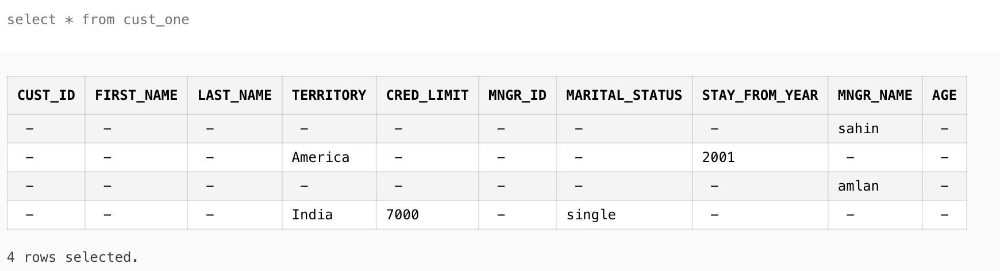 select * from cust_one
CUST_ID FIRST_NAME LAST_NAME TERRITORY CRED_LIMIT MNGR_ID MARITAL_STATUS STAY_FROM_YEAR MNGR_NAME AGE
– – – – – – – – sahin –
– – – America – – – 2001 – –
– – – – – – – – amlan –
– – – India 7000 – single – – –
4 rows selected.